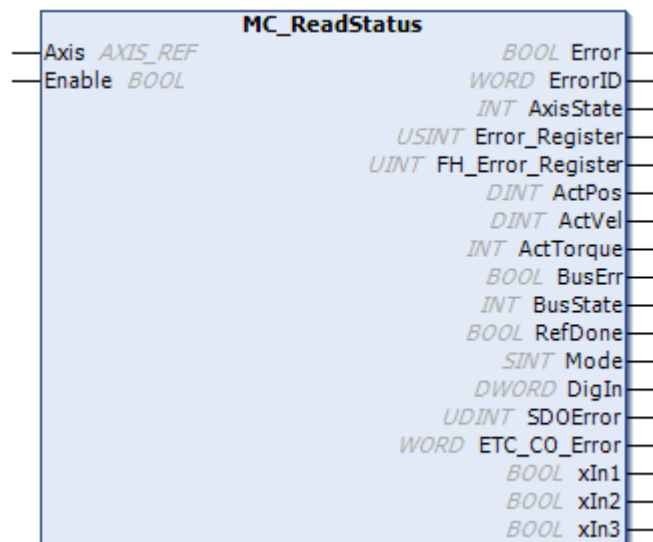 MC_ReadStatus
Axis AXIS_REF BOOL Error
Enable BOOL WORD ErrorID
INT AxisState
USINT Error_Register
UINT FH_Error_Register
DINT ActPos
DINT ActVel
INT ActTorque
BOOL BusErr
INT BusState
BOOL RefDone
SINT Mode
DWORD DigIn
UDINT SDOError
WORD ETC_CO_Error
BOOL xIn1
BOOL xIn2
BOOL xIn3